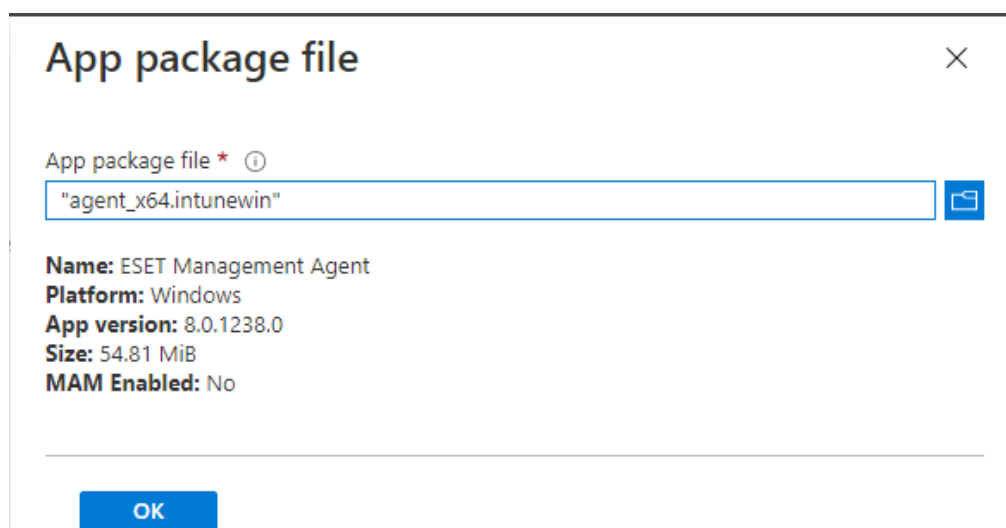 App package file
App package file *
"agent_x64.intunewin"
Name: ESET Management Agent
Platform: Windows
App version: 8.0.1238.0
Size: 54.81 MiB
MAM Enabled: No
OK